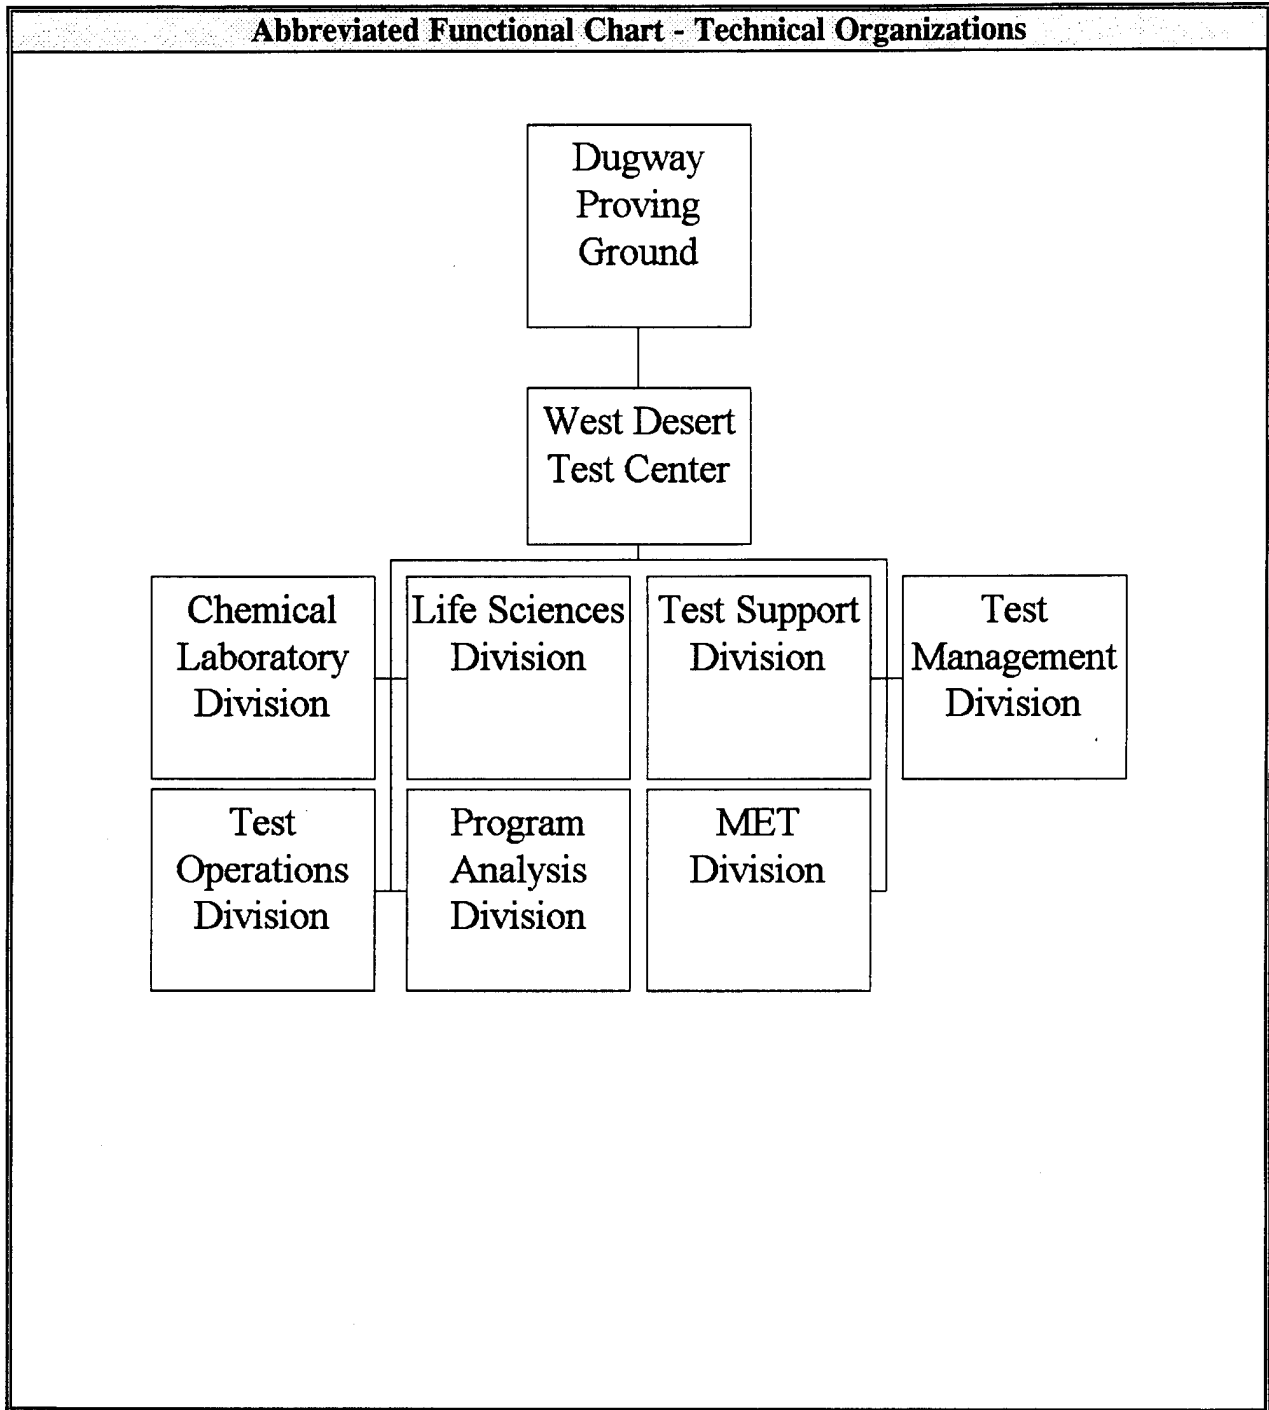 Abbreviated Functional Chart - Technical Organizations
Dugway
Proving
Ground
West Desert
Test Center
Chemical
Laboratory
Division
Life Sciences
Division
Test Support
Division
Test
Management
Division
Test
Operations
Division
Program
Analysis
Division
MET
Division